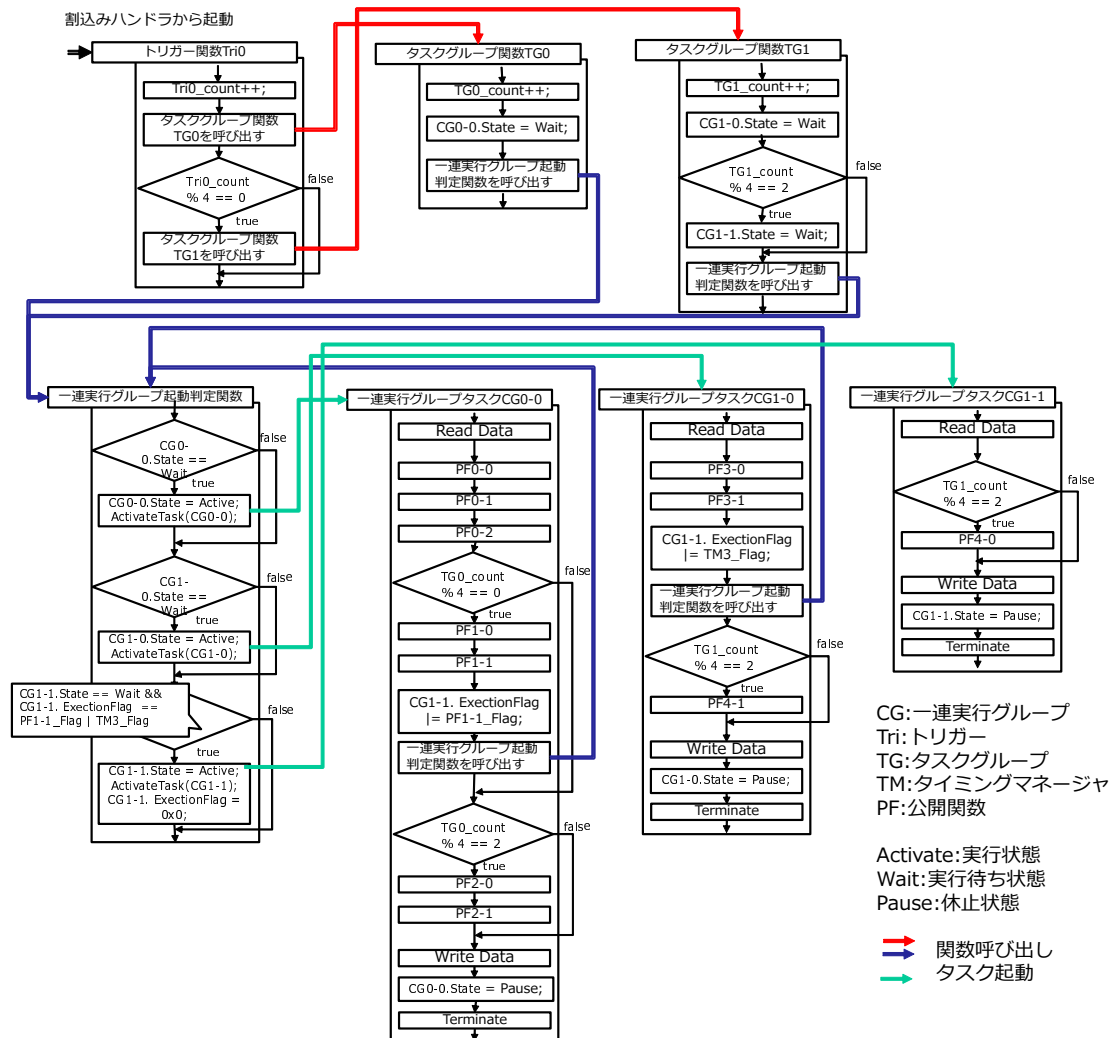 割込みハンドラから起動
トリガー関数Tri0
Tri0_count++;
タスクグループ関数
TG0を呼び出す
Tri0_count
% 4 == 0
false
true
タスクグループ関数
TG1を呼び出す
タスクグループ関数TG0
TG0_count++;
CG0-0.State = Wait;
一連実行グループ起動
判定関数を呼び出す
タスクグループ関数TG1
TG1_count++;
CG1-0.State = Wait
TG1_count
% 4 == 2
false
true
CG1-1.State = Wait;
一連実行グループ起動
判定関数を呼び出す
一連実行グループ起動判定関数
CG0-
0.State ==
Wait
false
true
CG0-0.State = Active;
ActivateTask(CG0-0);
CG1-
0.State ==
Wait
false
true
CG1-0.State = Active;
ActivateTask(CG1-0);
CG1-1.State == Wait &&
CG1-1. ExectionFlag ==
PF1-1_Flag | TM3_Flag
false
true
CG1-1.State = Active;
ActivateTask(CG1-1);
CG1-1. ExectionFlag =
0x0;
一連実行グループタスクCG0-0
Read Data
PF0-0
PF0-1
PF0-2
TG0_count
% 4 == 0
false
true
PF1-0
PF1-1
CG1-1. ExectionFlag
|= PF1-1_Flag;
一連実行グループ起動
判定関数を呼び出す
TG0_count
% 4 == 2
false
true
PF2-0
PF2-1
Write Data
CG0-0.State = Pause;
Terminate
一連実行グループタスクCG1-0
Read Data
PF3-0
PF3-1
CG1-1. ExectionFlag
|= TM3_Flag;
一連実行グループ起動
判定関数を呼び出す
true
TG1_count
% 4 == 2
false
true
PF4-1
Write Data
CG1-0.State = Pause;
Terminate
一連実行グループタスクCG1-1
Read Data
TG1_count
% 4 == 2
false
true
PF4-0
Write Data
CG1-1.State = Pause;
Terminate
CG:一連実行グループ
Tri:トリガー
TG:タスクグループ
TM:タイミングマネージャ
PF:公開関数
Activate:実行状態
Wait:実行待ち状態
Pause:休止状態
関数呼び出し
タスク起動